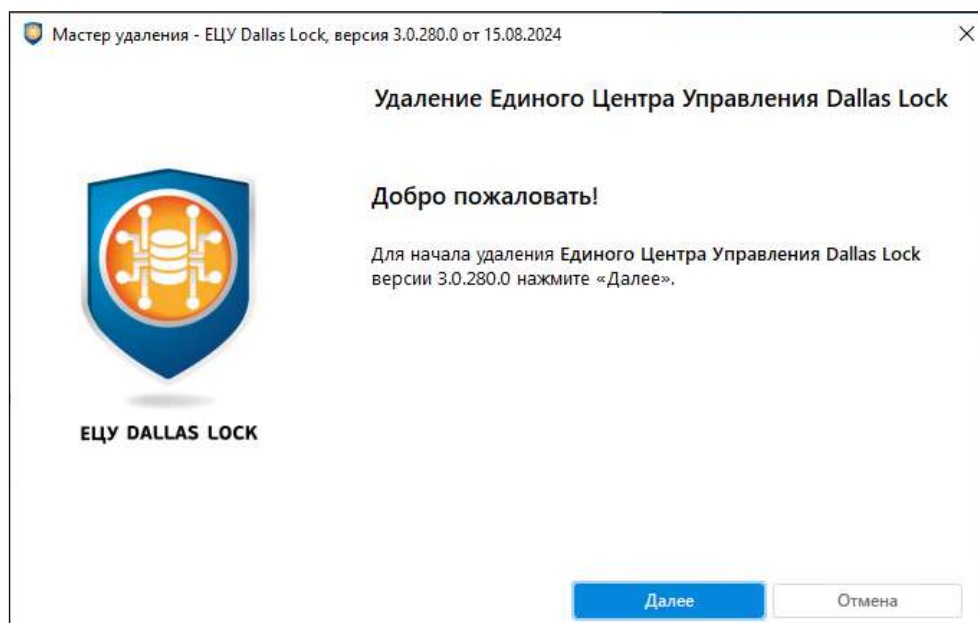 Мастер удаления - ЕЦУ Dallas Lock, версия 3.0.280.0 от 15.08.2024
Удаление Единого Центра Управления Dallas Lock
Добро пожаловать!
Для начала удаления Единого Центра Управления Dallas Lock
версии 3.0.280.0 нажмите «Далее».
ЕЦУ DALLAS LOCK
Далее
Отмена